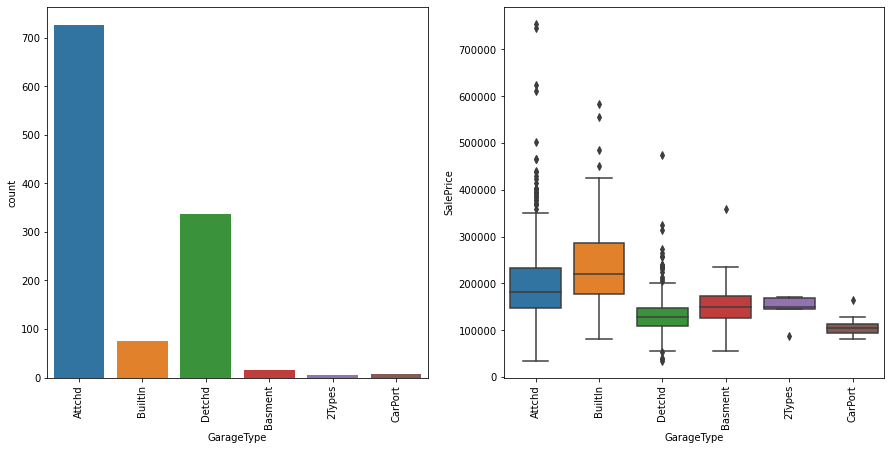 700
600
500
400
300
200
100
0
count
Attchd
BuiltIn
Detchd
Basment
2Types
CarPort
GarageType
700000
600000
500000
400000
300000
200000
100000
0
SalePrice
Attchd
BuiltIn
Detchd
Basment
2Types
CarPort
GarageType